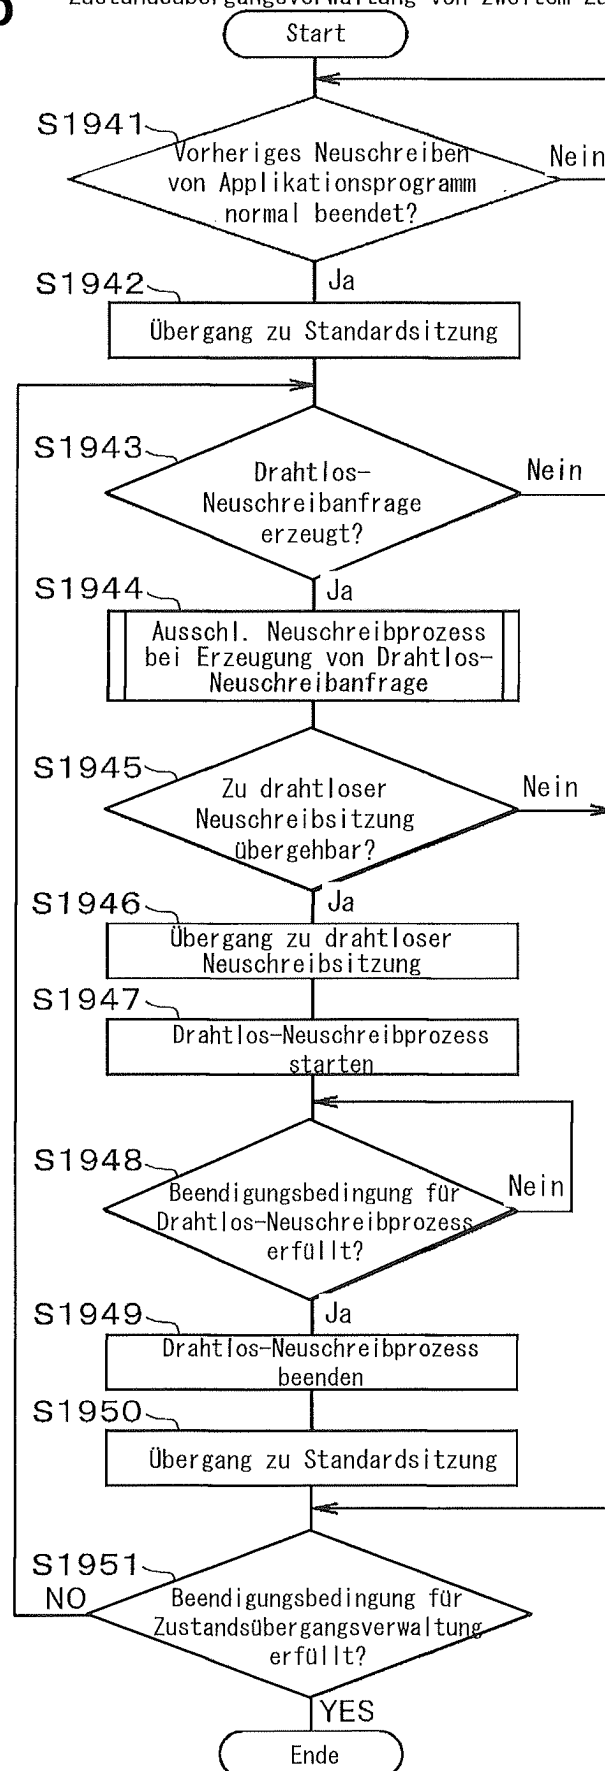 Zustandsübergangsverwaltung von zweitem
Start
S1941
Vorheriges Neuschreiben
von Applikationsprogramm
normal beendet?
Nein
Ja
S1942
Übergang zu Standardsitzung
S1943
Drahtlos-
Neuschreibanfrage
erzeugt?
Nein
Ja
S1944
Ausschl. Neuschreibprozess
bei Erzeugung von Drahtlos-
Neuschreibanfrage
S1945
Zu drahtloser
Neuschreibsitzung
übergehbar?
Nein
Ja
S1946
Übergang zu drahtloser
Neuschreibsitzung
S1947
Drahtlos-Neuschreibprozess
starten
S1948
Beendigungsbedingung für
Drahtlos-Neuschreibprozess
erfüllt?
Nein
Ja
S1949
Drahtlos-Neuschreibprozess
beenden
S1950
Übergang zu Standardsitzung
S1951
Beendigungsbedingung für
Zustandsübergangsverwaltung
erfüllt?
NO
YES
Ende